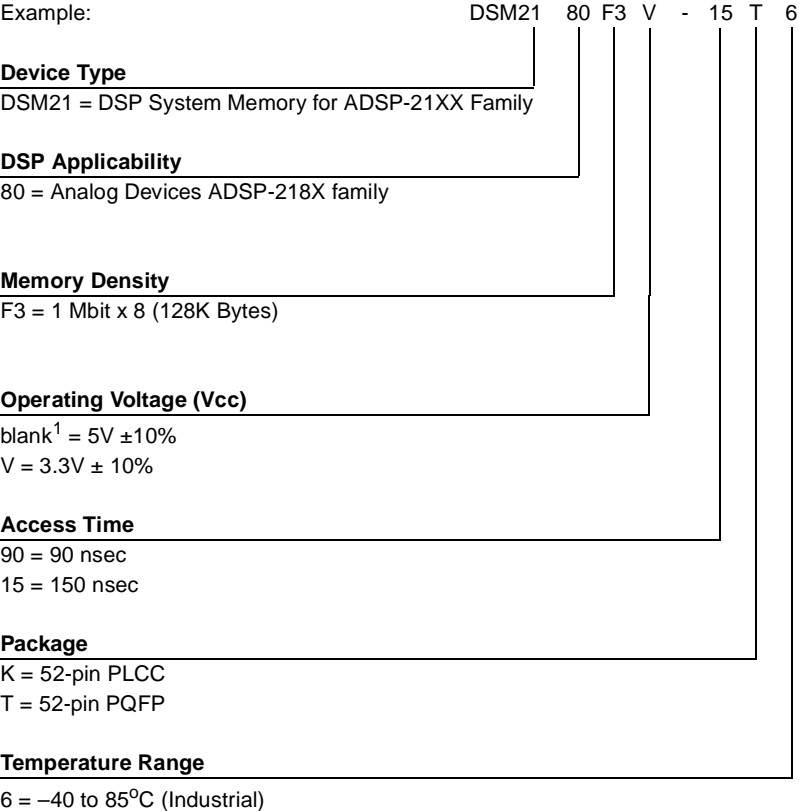 Example: DSM21 80 F3 V - 15 T 6
Device Type
DSM21 = DSP System Memory for ADSP-21XX Family
DSP Applicability
80 = Analog Devices ADSP-218X family
Memory Density
F3 = 1 Mbit x 8 (128K Bytes)
Operating Voltage (Vcc)
blank¹ = 5V ±10%
V = 3.3V ± 10%
Access Time
90 = 90 nsec
15 = 150 nsec
Package
K = 52-pin PLCC
T = 52-pin PQFP
Temperature Range
6 = –40 to 85°C (Industrial)